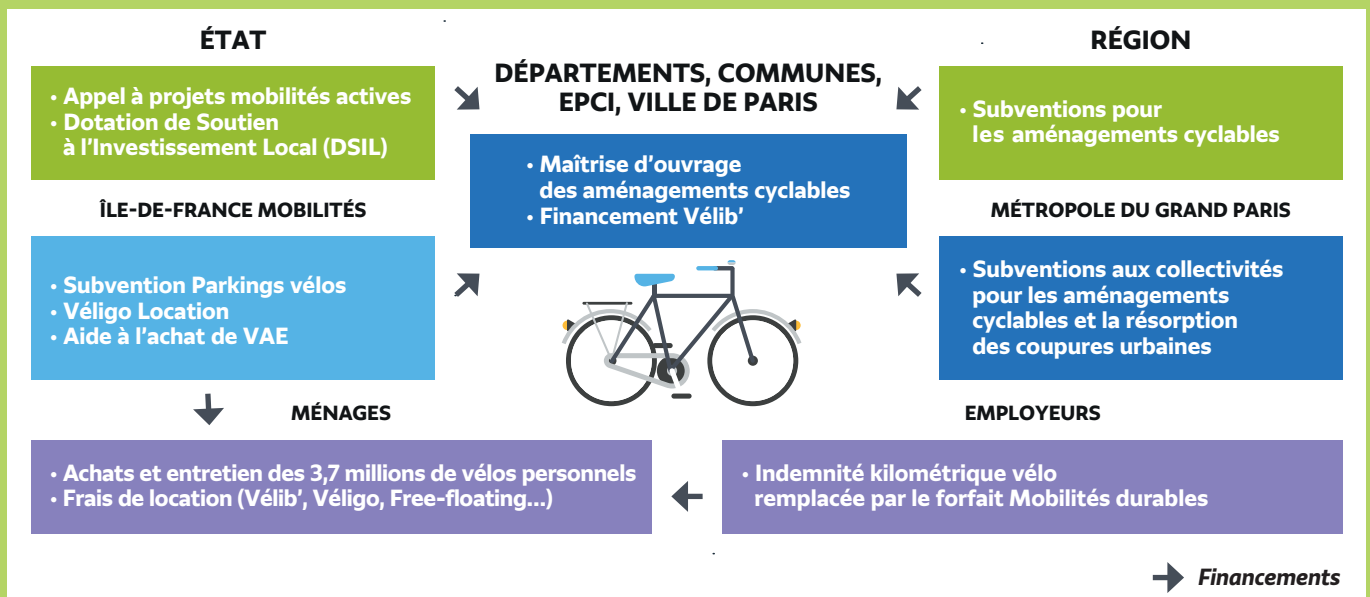 ÉTAT
• Appel à projets mobilités actives
• Dotation de Soutien
à l’Investissement Local (DSIL)
DÉPARTEMENTS, COMMUNES,
EPCI, VILLE DE PARIS
• Maîtrise d’ouvrage
des aménagements cyclables
• Financement Vélib’
RÉGION
• Subventions pour
les aménagements cyclables
ÎLE-DE-FRANCE MOBILITÉS
• Subvention Parkings vélos
• Véligo Location
• Aide à l’achat de VAE
MÉTROPOLE DU GRAND PARIS
• Subventions aux collectivités
pour les aménagements
cyclables et la résorption
des coupures urbaines
MÉNAGES
• Achats et entretien des 3,7 millions de vélos personnels
• Frais de location (Vélib’, Véligo, Free-floating...)
EMPLOYEURS
• Indemnité kilométrique vélo
remplacée par le forfait Mobilités durables
Financements